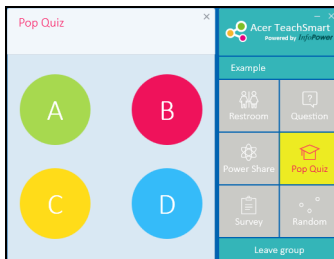 Pop Quiz
A
B
C
D
Acer TeachSmart
Powered by InfoPower
Example
Restroom
Question
Power Share
Pop Quiz
Survey
Random
Leave group